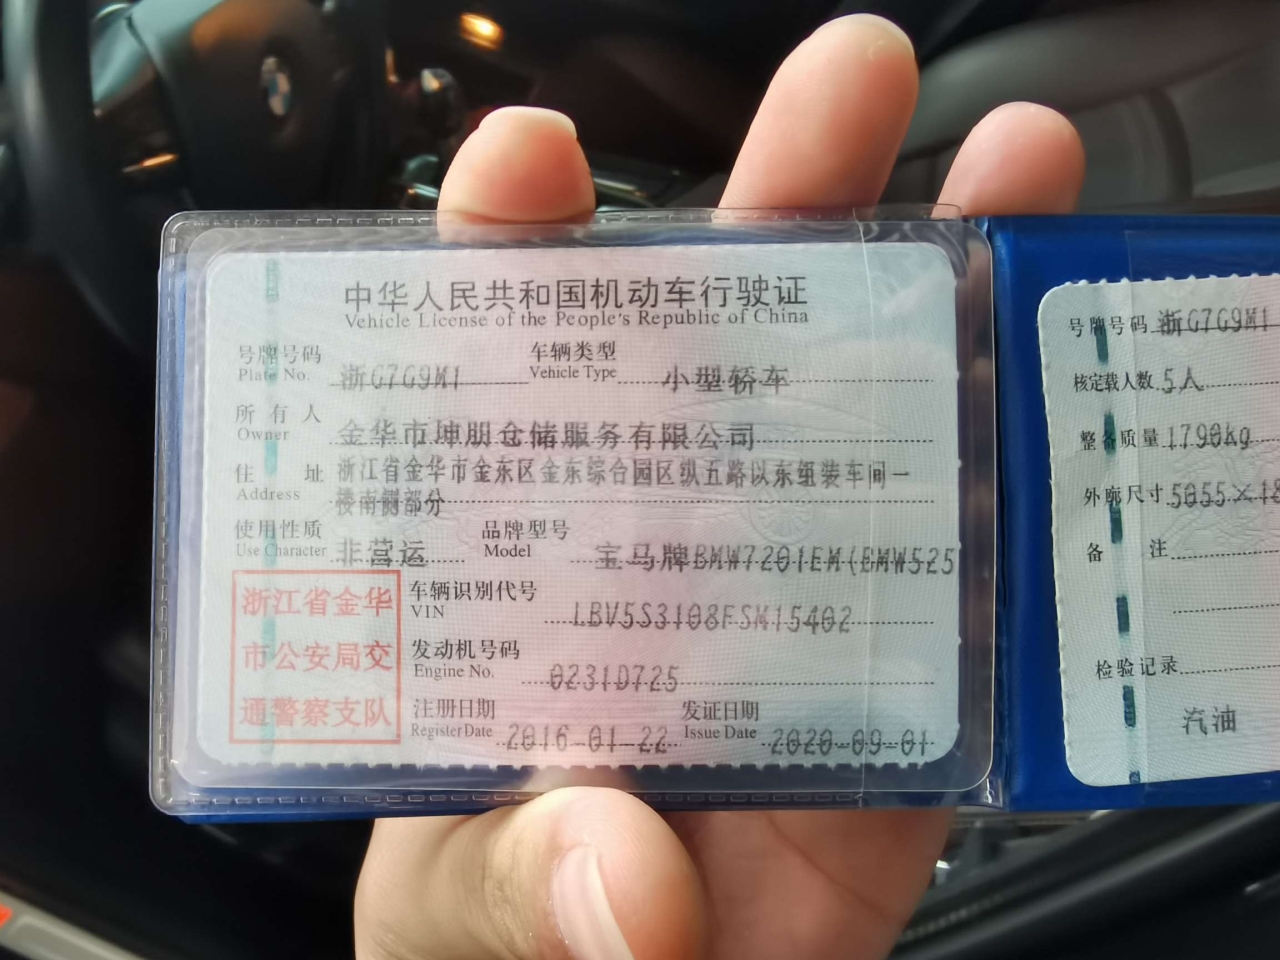 中华人民共和国机动车行驶证
Vehicle License of the People's Republic of China
号牌号码 浙G7G9M1 车辆类型 小型轿车
Plate No. Vehicle Type
所有人 金华市珅朋仓储服务有限公司
Owner
住址 浙江省金华市金东区金东综合园区纵五路以东组装车间一
Address 楼南侧部分
使用性质 非营运 品牌型号 宝马牌BMW7201EM(BMW525
Use Character Model
浙江省金华
市公安局交
通警察支队
车辆识别代号 LBV5S3108FSM15402
VIN
发动机号码 0231D725
Engine No.
注册日期 2016-01-22 发证日期 2020-09-01
Register Date Issue Date
号牌号码 浙G7G9M1
核定载人数 5人
整备质量 1790kg
外廓尺寸 5055×18
备注
检验记录
汽油